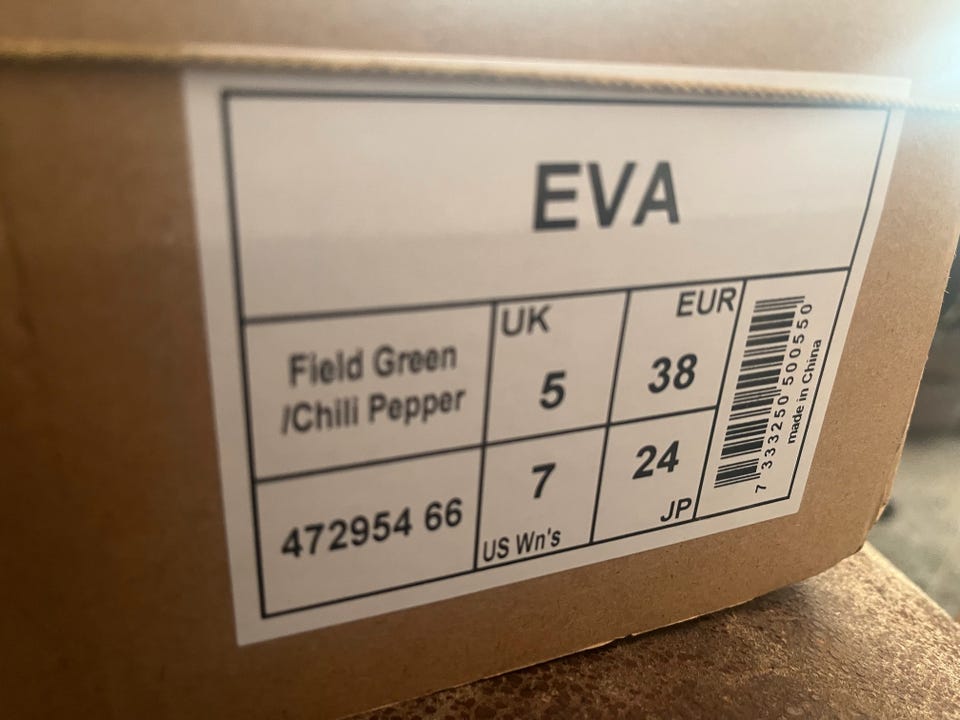 EVA
Field Green
/Chili Pepper
UK
5
EUR
38
472954 66
7
US Wn's
24
JP
7 333250 500550
made in China